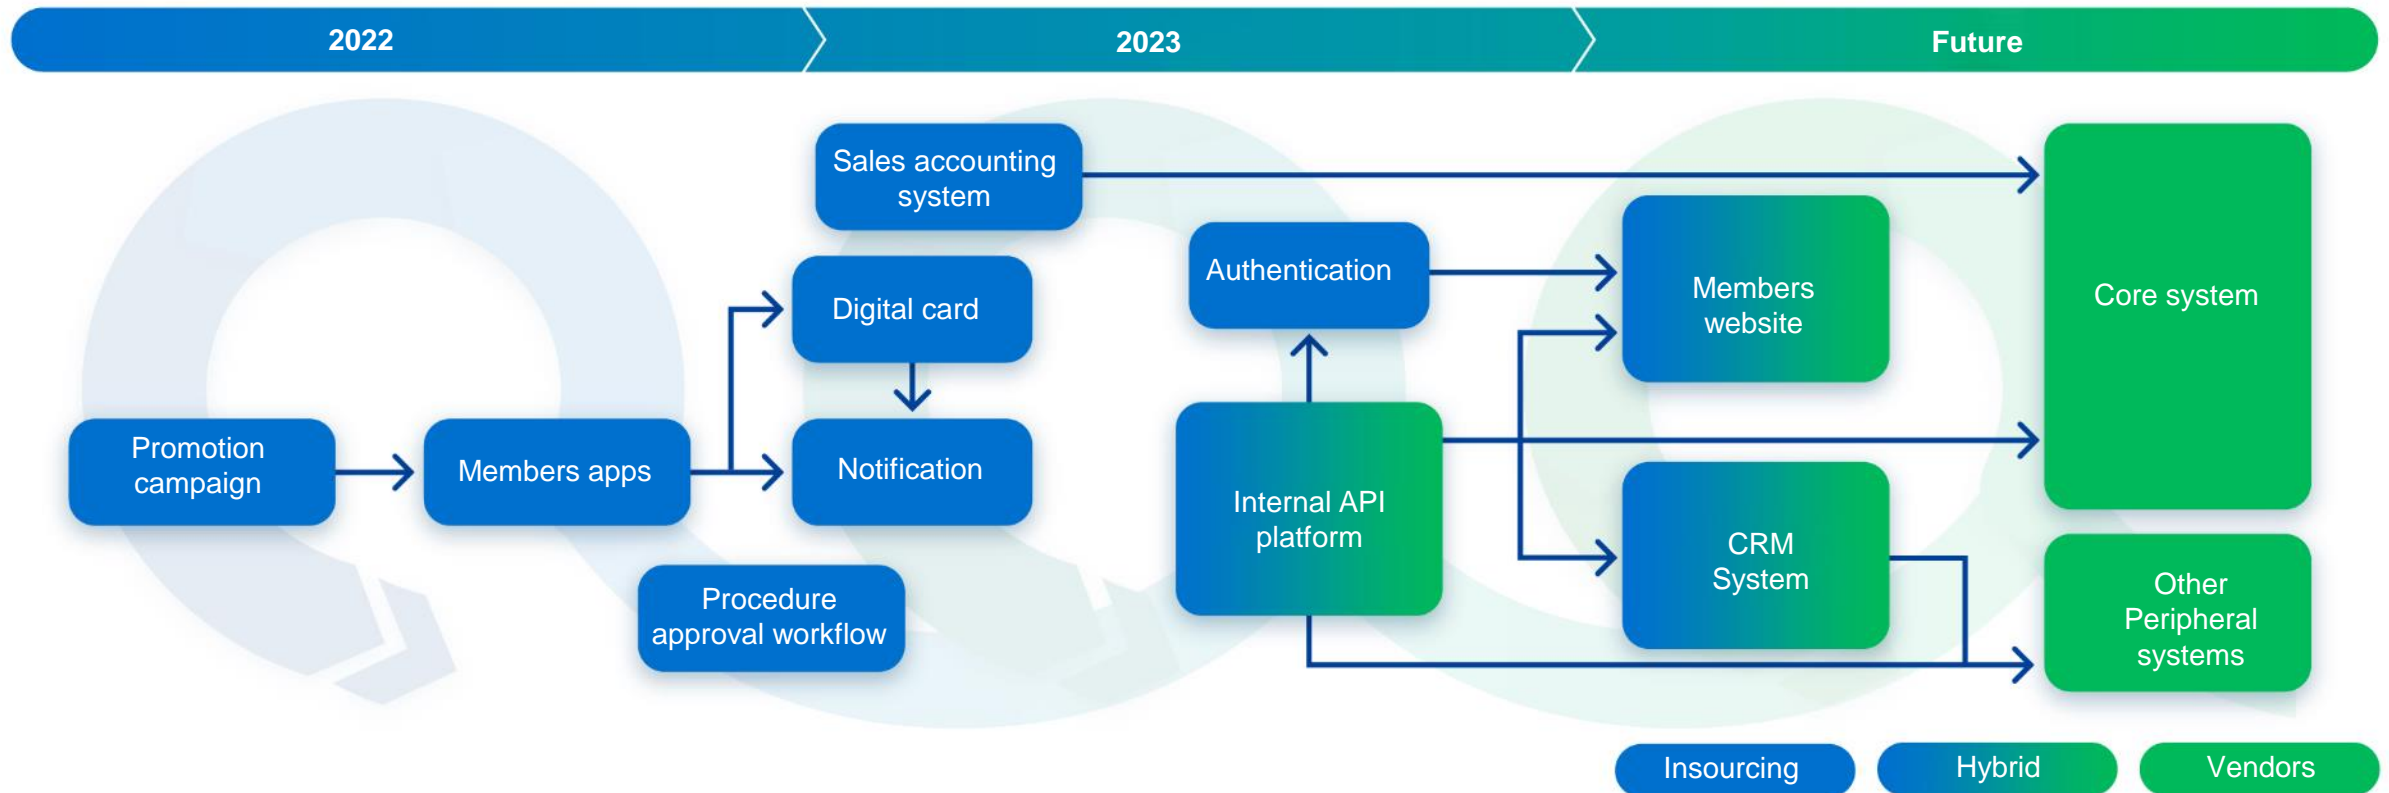 2022
2023
Future
Sales accounting
system
Authentication
Members
website
Core system
Digital card
Promotion
campaign
Members apps
Notification
Internal API
platform
CRM
System
Procedure
approval workflow
Other
Peripheral
systems
Insourcing
Hybrid
Vendors